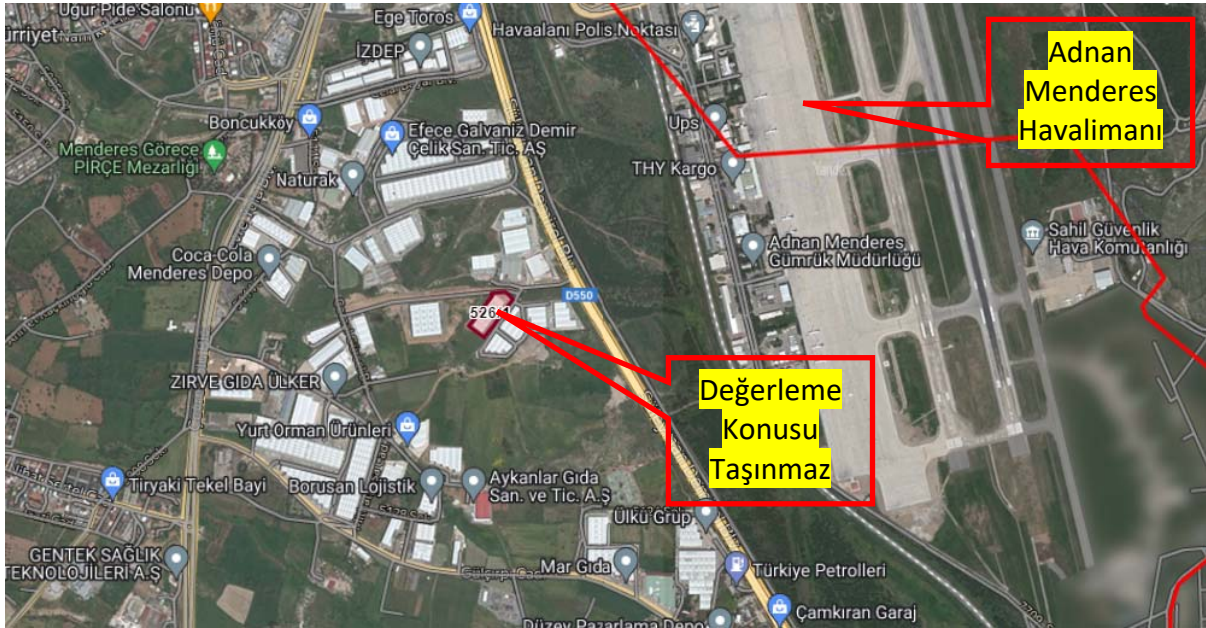 Uğur Pide Salonu
Ege Toros
Havaalanı Polis Noktası
İZDEP
Adnan
Menderes
Havalimanı
Boncukköy
Ups
Efece Galvaniz Demir
Çelik San. Tic. AŞ
Menderes Görece
PİRÇE Mezarlığı
THY Kargo
Naturak
Sahil Güvenlik
Hava Komutanlığı
Adnan Menderes
Gümrük Müdürlüğü
Coca-Cola
Menderes Depo
D550
Değerleme
Konusu
Taşınmaz
ZIRVE GIDA ÜLKER
Yurt Orman Ürünleri
Tiryaki Tekel Bayi
Borusan Lojistik
Aykanlar Gıda
San. ve Tic. A.Ş
Ülkü Grup
GENTEK SAĞLIK
TEKNOLOJİLERİ A.Ş
Mar Gıda
Türkiye Petrolleri
Çamkıran Garaj
Düzey Pazarlama Depo